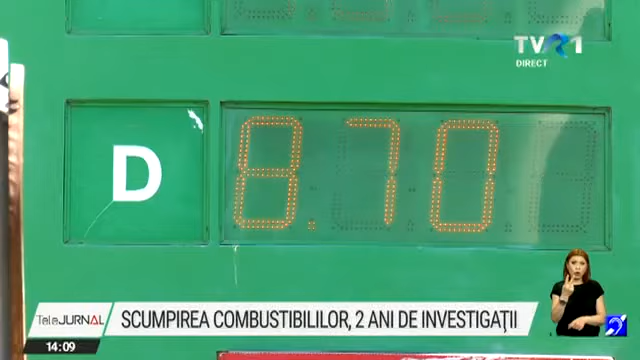 TVR1
DIRECT
D 8.70
TeleJURNAL
SCUMPIREA COMBUSTIBILILOR, 2 ANI DE INVESTIGAȚII
14:09